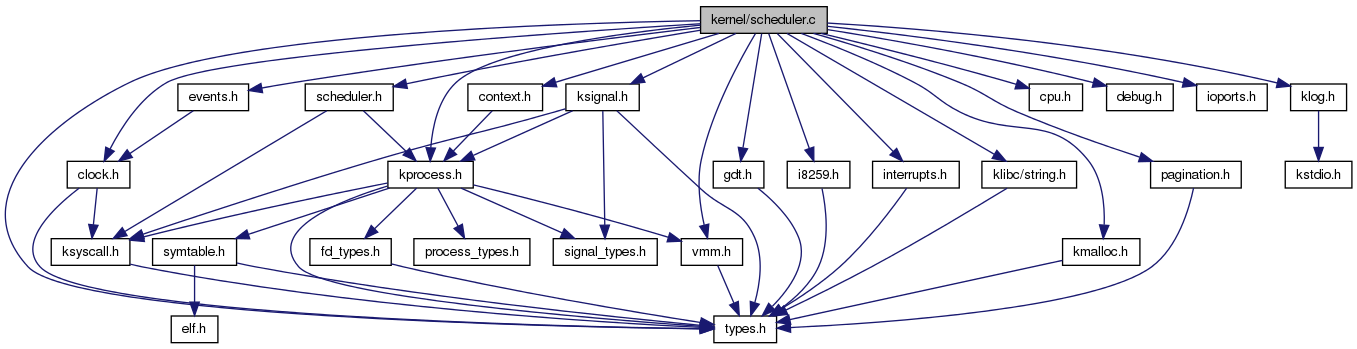 kernel/scheduler.c
events.h
scheduler.h
context.h
ksignal.h
cpu.h
debug.h
ioports.h
klog.h
clock.h
kprocess.h
gdt.h
i8259.h
interrupts.h
klibc/string.h
pagination.h
kstdio.h
ksyscall.h
symtable.h
fd_types.h
process_types.h
signal_types.h
vmm.h
kmalloc.h
elf.h
types.h